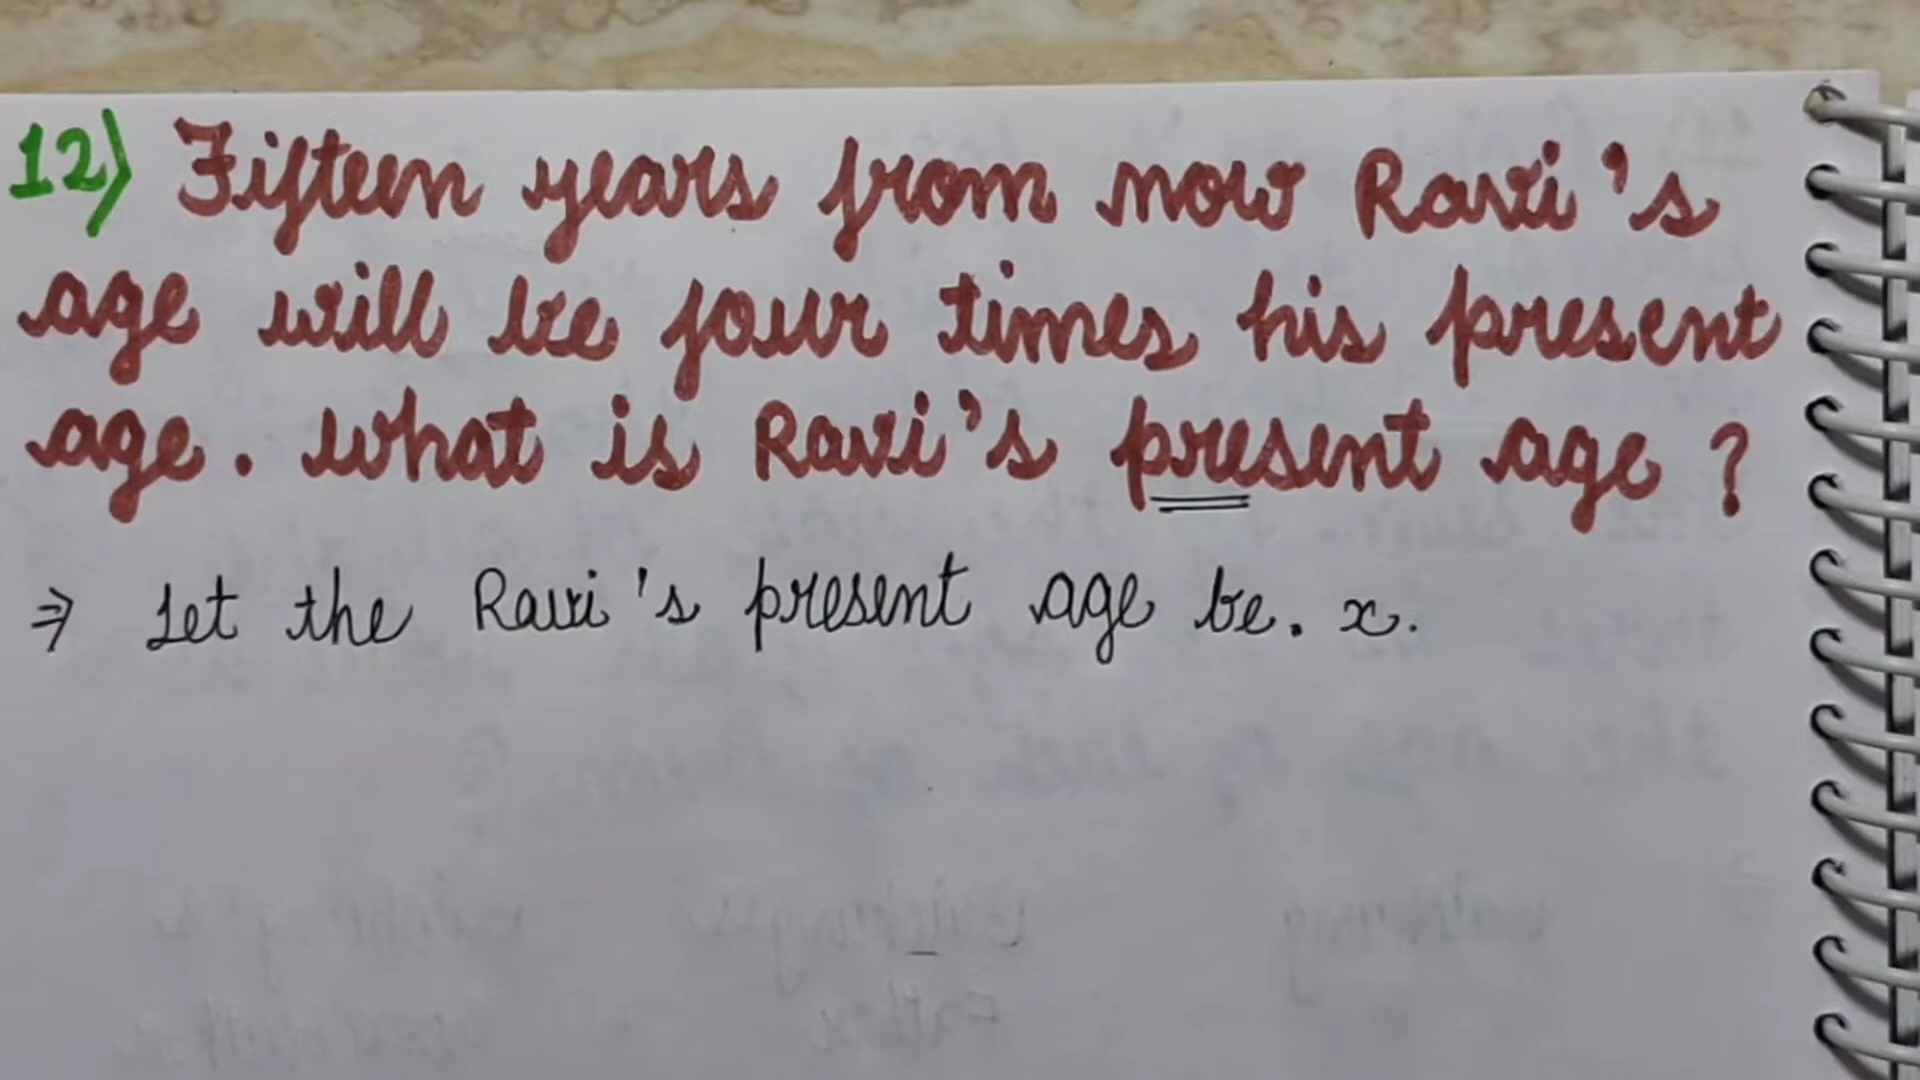 12) Fifteen years from now Ravi's
age will be four times his present
age. What is Ravi's present age ?
⇒ Let the Ravi's present age be. x.